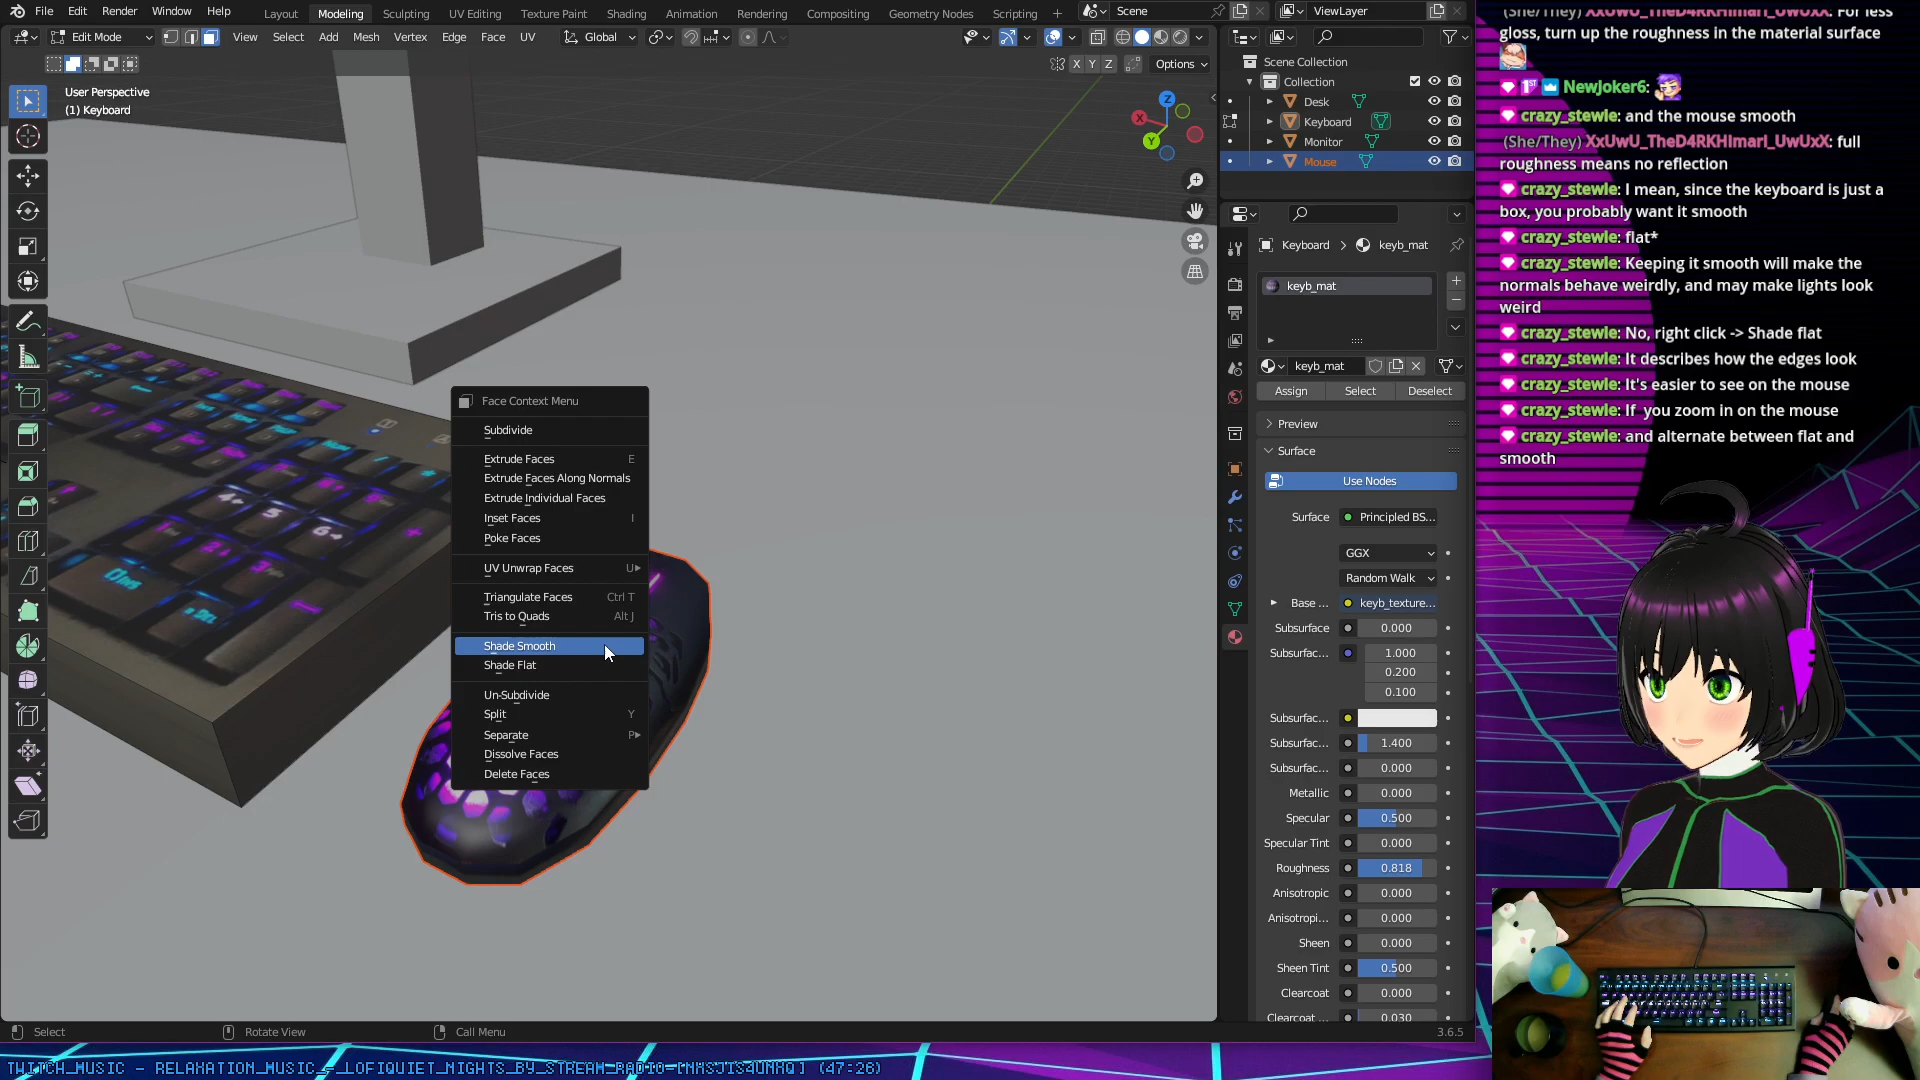 File Edit Render Window Help
Layout Modeling Sculpting UV Editing Texture Paint Shading Animation Rendering Compositing Geometry Nodes Scripting +
Scene
ViewLayer
Edit Mode
View Select Add Mesh Vertex Edge Face UV
Global
X Y Z
Options
User Perspective
(1) Keyboard
Z
X
Y
Face Context Menu
Subdivide
Extrude Faces E
Extrude Faces Along Normals
Extrude Individual Faces
Inset Faces I
Poke Faces
UV Unwrap Faces U
Triangulate Faces Ctrl T
Tris to Quads Alt J
Shade Smooth
Shade Flat
Un-Subdivide
Split Y
Separate P
Dissolve Faces
Delete Faces
Scene Collection
Collection
Desk
Keyboard
Monitor
Mouse
Keyboard > keyb_mat
keyb_mat
keyb_mat
Assign Select Deselect
Preview
Surface
Use Nodes
Surface Principled BS...
GGX
Random Walk
Base ... keyb_texture...
Subsurface 0.000
Subsurfac... 1.000
0.200
0.100
Subsurfac...
Subsurfac... 1.400
Subsurfac... 0.000
Metallic 0.000
Specular 0.500
Specular Tint 0.000
Roughness 0.818
Anisotropic 0.000
Anisotropi... 0.000
Sheen 0.000
Sheen Tint 0.500
Clearcoat 0.000
Clearcoat ... 0.030
Select
Rotate View
Call Menu
3.6.5
(She/They) XxUwU_TheD4RKHImarI_UwUxX: For less
gloss, turn up the roughness in the material surface
NewJoker6:
crazy_stewie: and the mouse smooth
(She/They) XxUwU_TheD4RKHImarI_UwUxX: full
roughness means no reflection
crazy_stewie: I mean, since the keyboard is just a
box, you probably want it smooth
crazy_stewie: flat*
crazy_stewie: Keeping it smooth will make the
normals behave weirdly, and may make lights look
weird
crazy_stewie: No, right click -> Shade flat
crazy_stewie: It describes how the edges look
crazy_stewie: It's easier to see on the mouse
crazy_stewie: If you zoom in on the mouse
crazy_stewie: and alternate between flat and
smooth